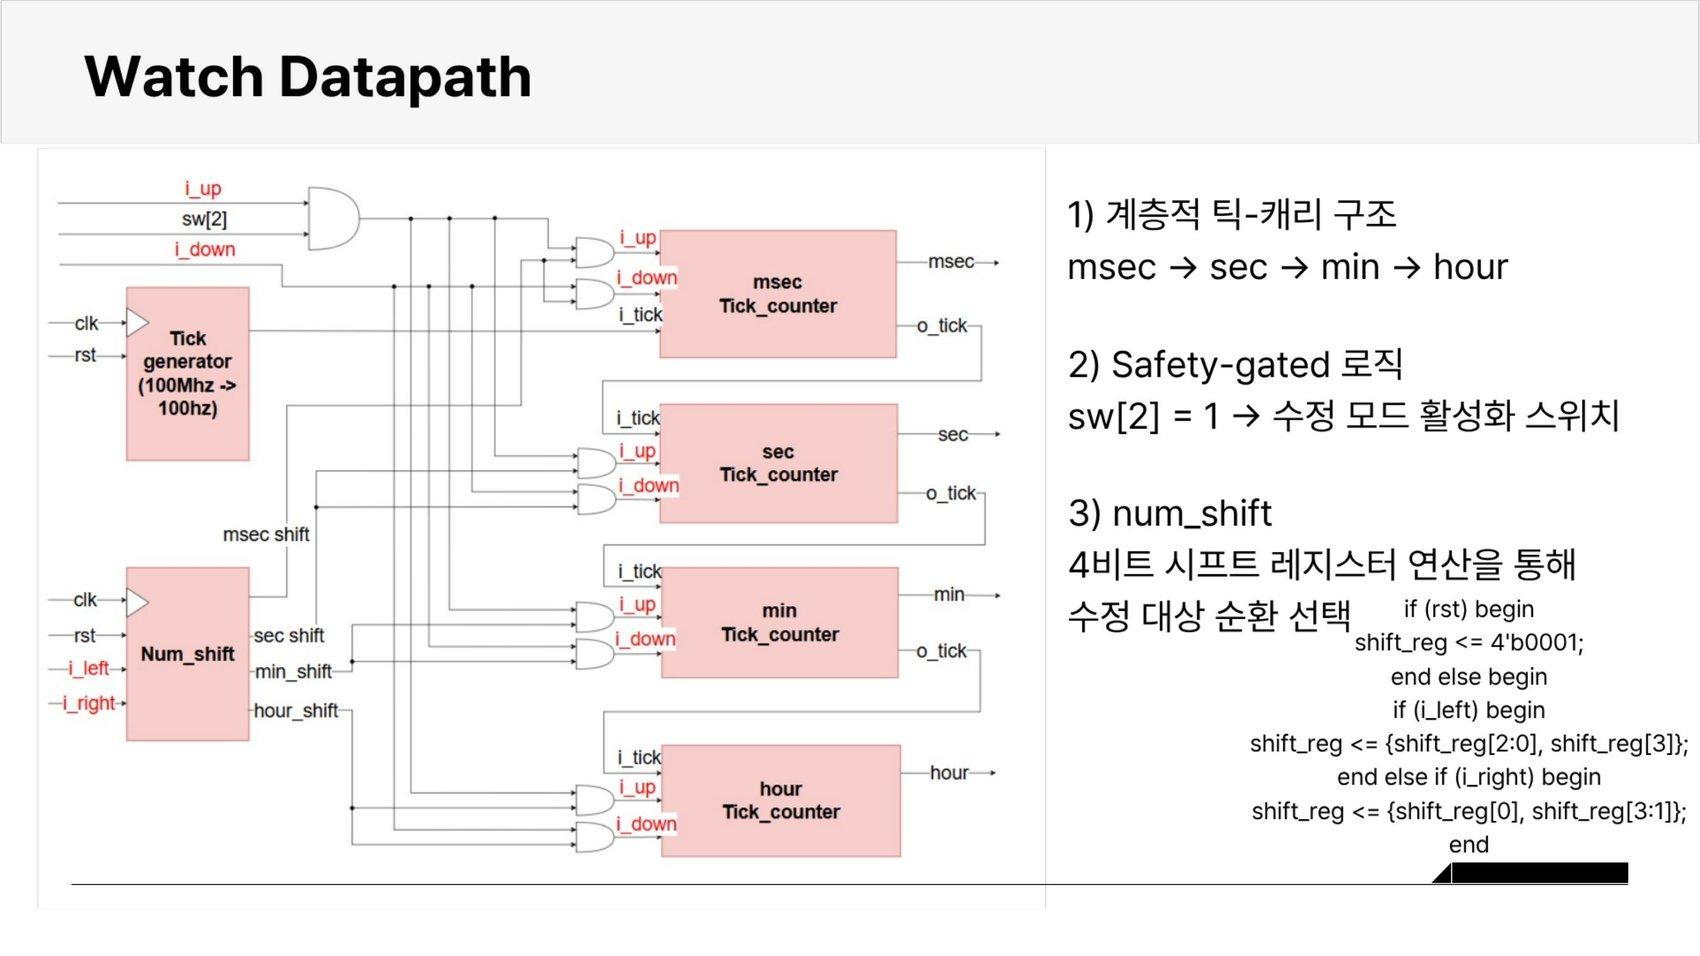 Watch Datapath
i_up
sw[2]
i_down
clk
rst
Tick
generator
(100Mhz ->
100hz)
msec shift
clk
rst
i_left
i_right
Num_shift
sec shift
min_shift
hour_shift
i_up
i_down
i_tick
msec
Tick_counter
msec
o_tick
i_tick
i_up
i_down
sec
Tick_counter
sec
o_tick
i_tick
i_up
i_down
min
Tick_counter
min
o_tick
i_tick
i_up
i_down
hour
Tick_counter
hour
1) 계층적 틱-캐리 구조
msec → sec → min → hour
2) Safety-gated 로직
sw[2] = 1 → 수정 모드 활성화 스위치
3) num_shift
4비트 시프트 레지스터 연산을 통해
수정 대상 순환 선택
if (rst) begin
shift_reg <= 4'b0001;
end else begin
if (i_left) begin
shift_reg <= {shift_reg[2:0], shift_reg[3]};
end else if (i_right) begin
shift_reg <= {shift_reg[0], shift_reg[3:1]};
end